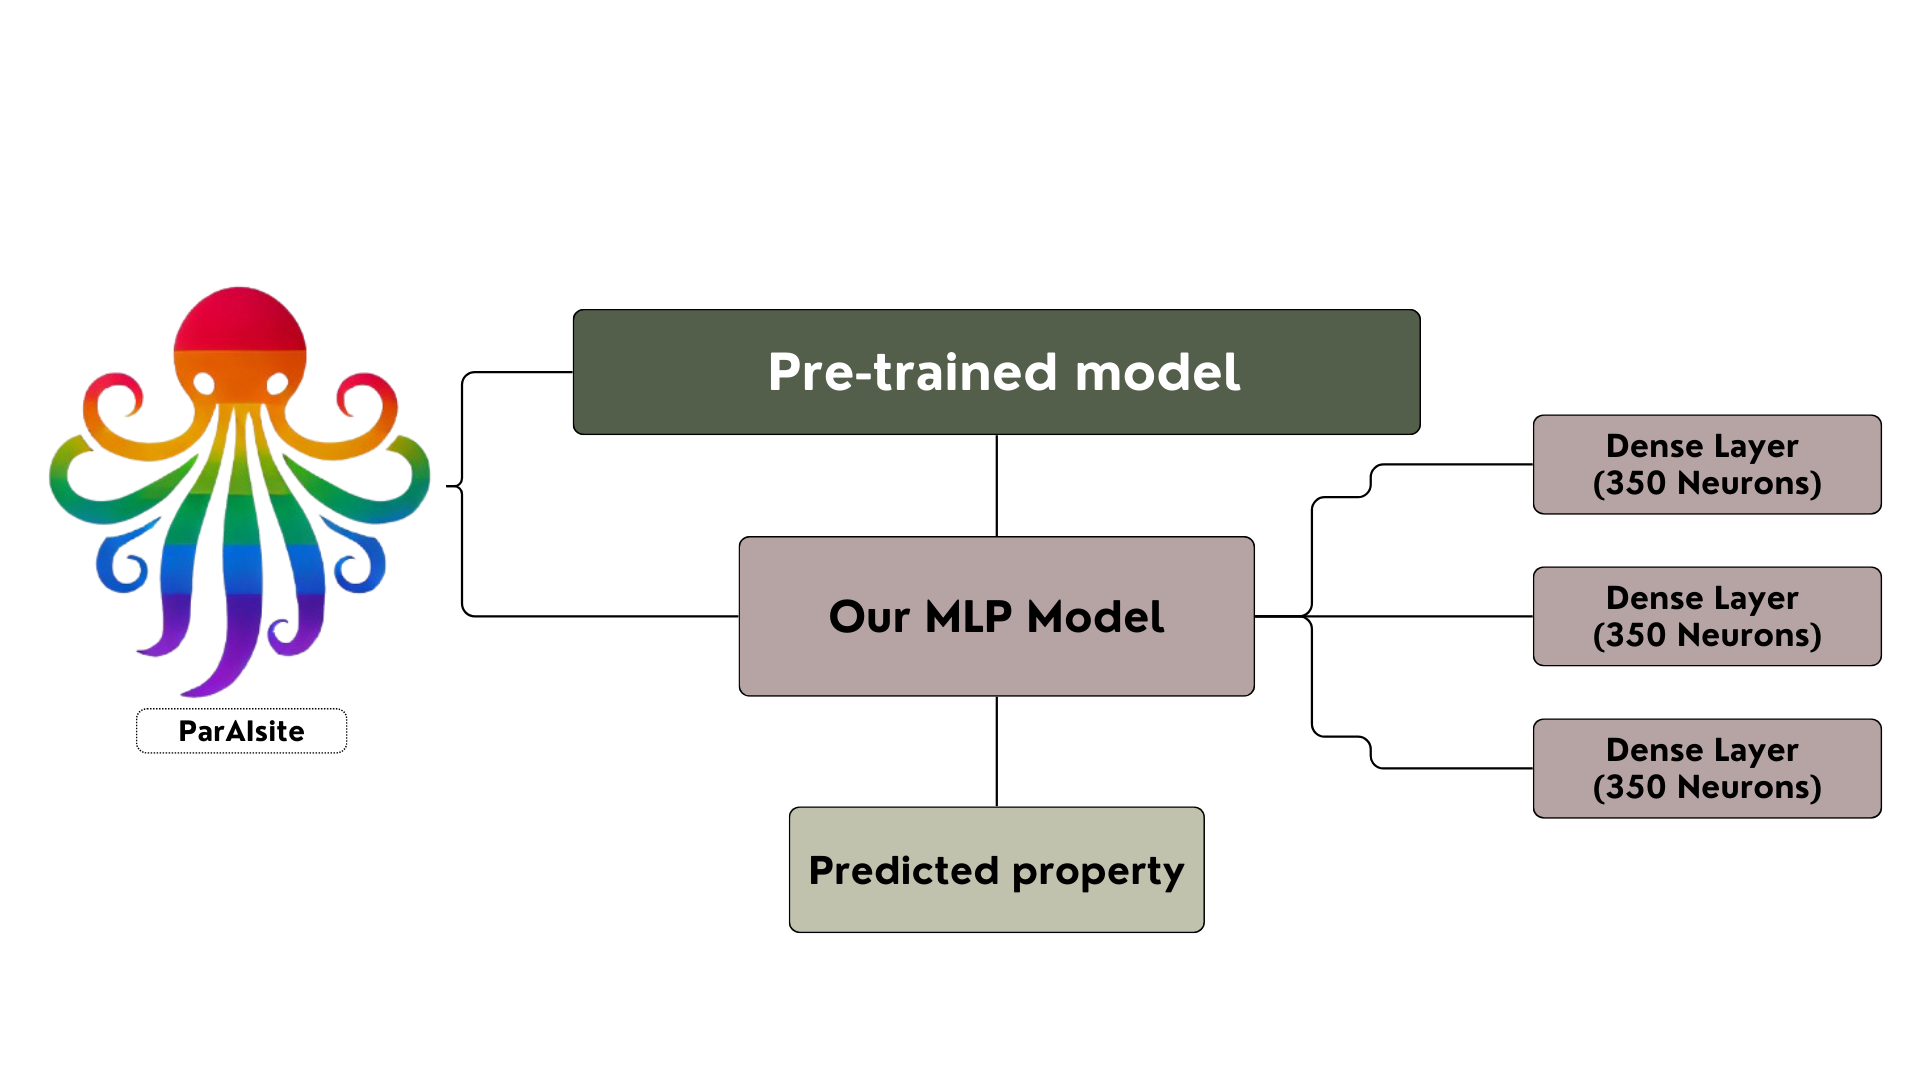 ParAIsite
Pre-trained model
Our MLP Model
Predicted property
Dense Layer
(350 Neurons)
Dense Layer
(350 Neurons)
Dense Layer
(350 Neurons)